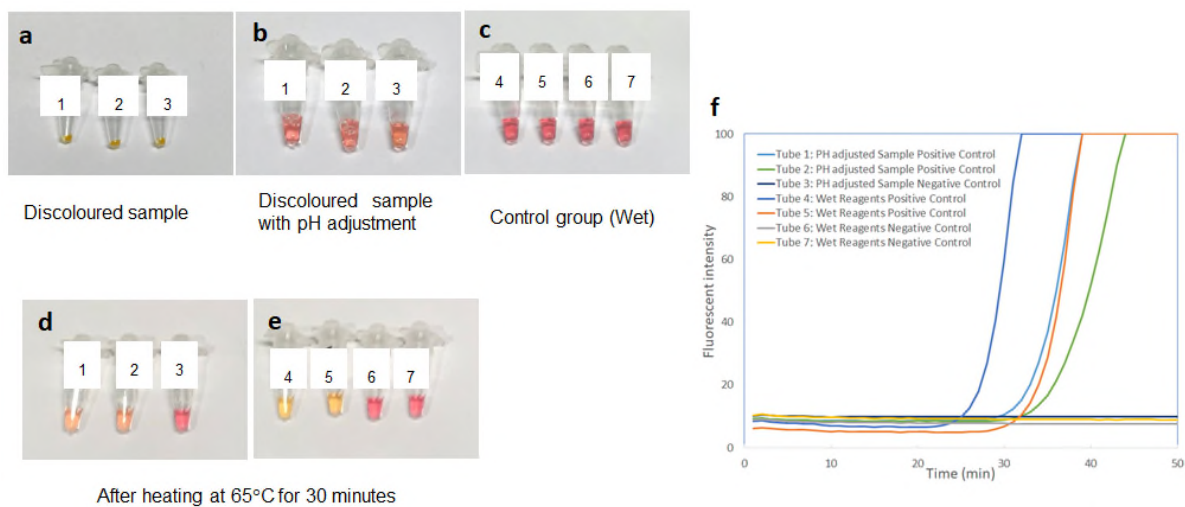 a
1 2 3
Discoloured sample
b
1 2 3
Discoloured sample
with pH adjustment
c
4 5 6 7
Control group (Wet)
d
1 2 3
e
4 5 6 7
After heating at 65°C for 30 minutes
f
Fluorescent intensity
100
80
60
40
20
0
Tube 1: PH adjusted Sample Positive Control
Tube 2: PH adjusted Sample Positive Control
Tube 3: PH adjusted Sample Negative Control
Tube 4: Wet Reagents Positive Control
Tube 5: Wet Reagents Positive Control
Tube 6: Wet Reagents Negative Control
Tube 7: Wet Reagents Negative Control
0 10 20 30 40 50
Time (min)